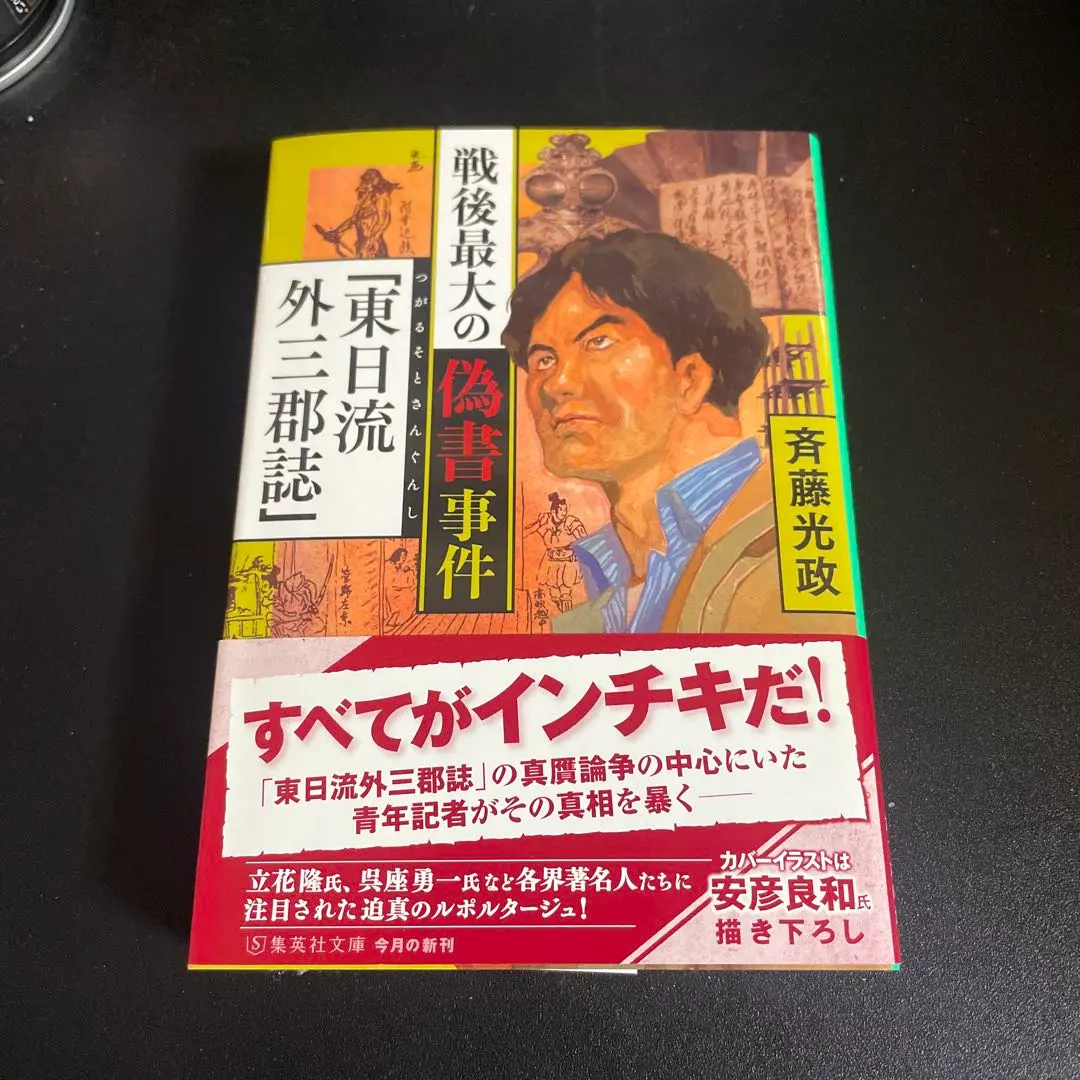 戦後最大の偽書事件
つがるそとさんぐんし
「東日流
外三郡誌」
斉藤光政
菅野左京
すべてがインチキだ!
「東日流外三郡誌」の真贋論争の中心にいた
青年記者がその真相を暴く──
立花隆氏、呉座勇一氏など各界著名人たちに
注目された迫真のルポルタージュ!
S集英社文庫 今月の新刊
カバーイラストは
安彦良和氏
描き下ろし